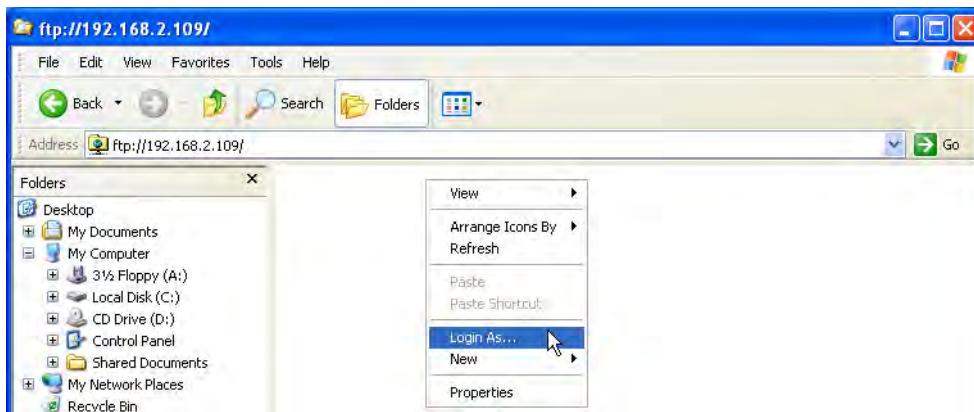 ftp://192.168.2.109/
File Edit View Favorites Tools Help
Back Search Folders
Address ftp://192.168.2.109/ Go
Folders
Desktop
My Documents
My Computer
3½ Floppy (A:)
Local Disk (C:)
CD Drive (D:)
Control Panel
Shared Documents
My Network Places
Recycle Bin
View
Arrange Icons By
Refresh
Paste
Paste Shortcut
Login As...
New
Properties